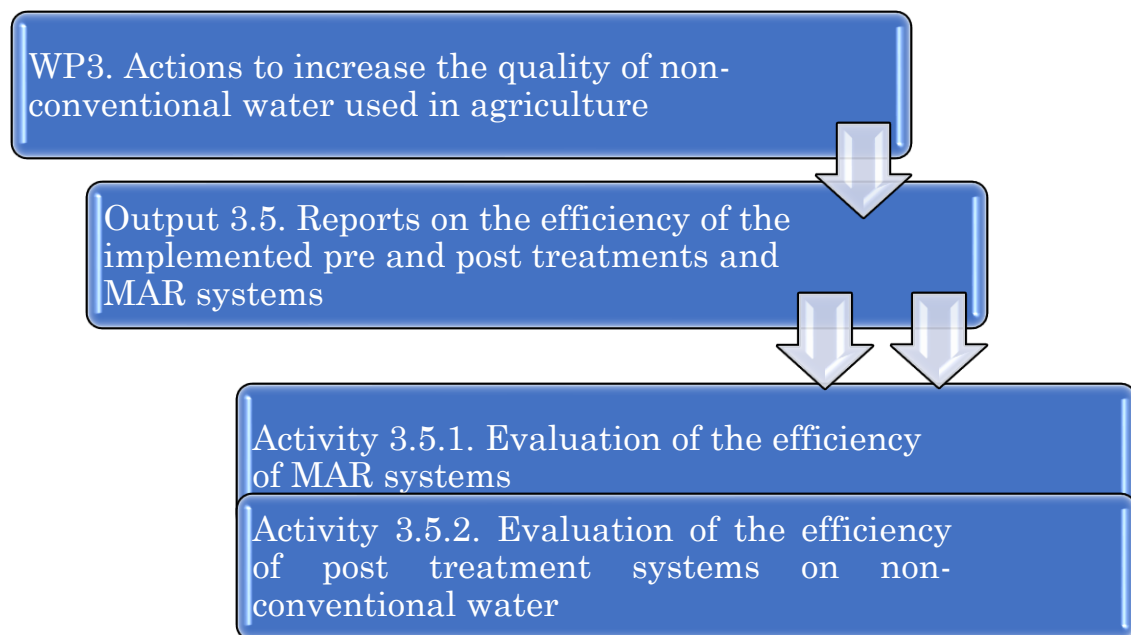 WP3. Actions to increase the quality of non-
conventional water used in agriculture
Output 3.5. Reports on the efficiency of the
implemented pre and post treatments and
MAR systems
Activity 3.5.1. Evaluation of the efficiency
of MAR systems
Activity 3.5.2. Evaluation of the efficiency
of post treatment systems on non-
conventional water